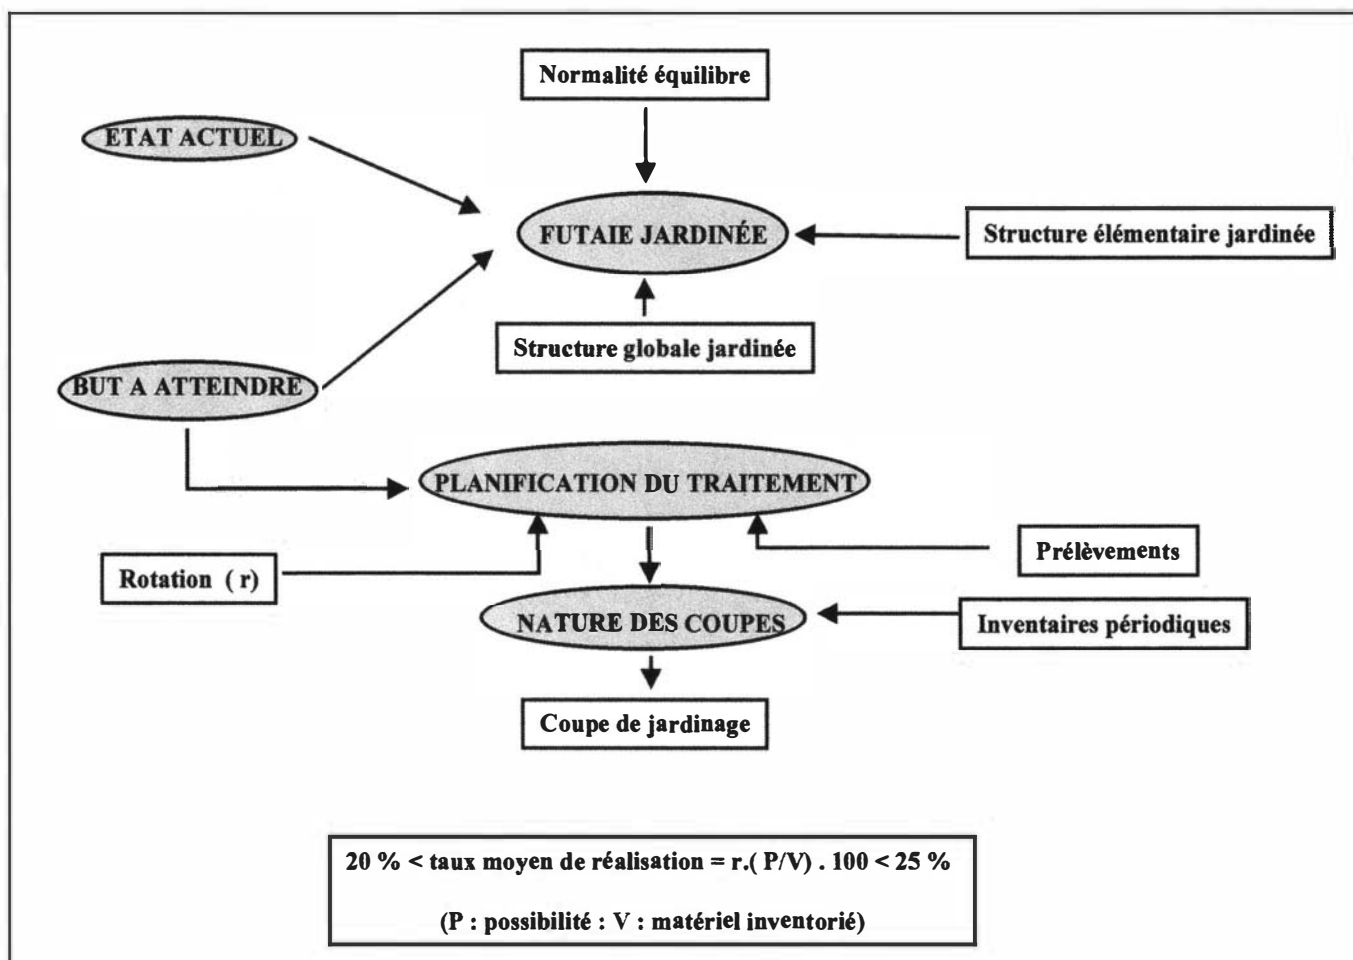 Normalité équilibre
ETAT ACTUEL
FUTAIE JARDINÉE
Structure élémentaire jardinée
Structure globale jardinée
BUT A ATTEINDRE
PLANIFICATION DU TRAITEMENT
Prélèvements
Rotation ( r)
NATURE DES COUPES
Inventaires périodiques
Coupe de jardinage
20 % < taux moyen de réalisation = r.( P/V) . 100 < 25 %
(P : possibilité : V : matériel inventorié)